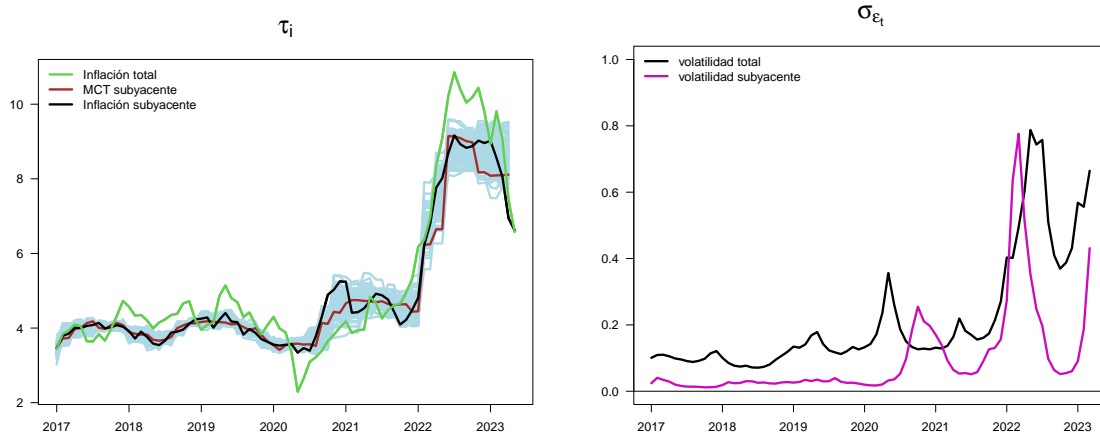 τi
Inflación total
MCT subyacente
Inflación subyacente
10
8
6
4
2
2017 2018 2019 2020 2021 2022 2023
σεt
volatilidad total
volatilidad subyacente
1.0
0.8
0.6
0.4
0.2
0.0
2017 2018 2019 2020 2021 2022 2023